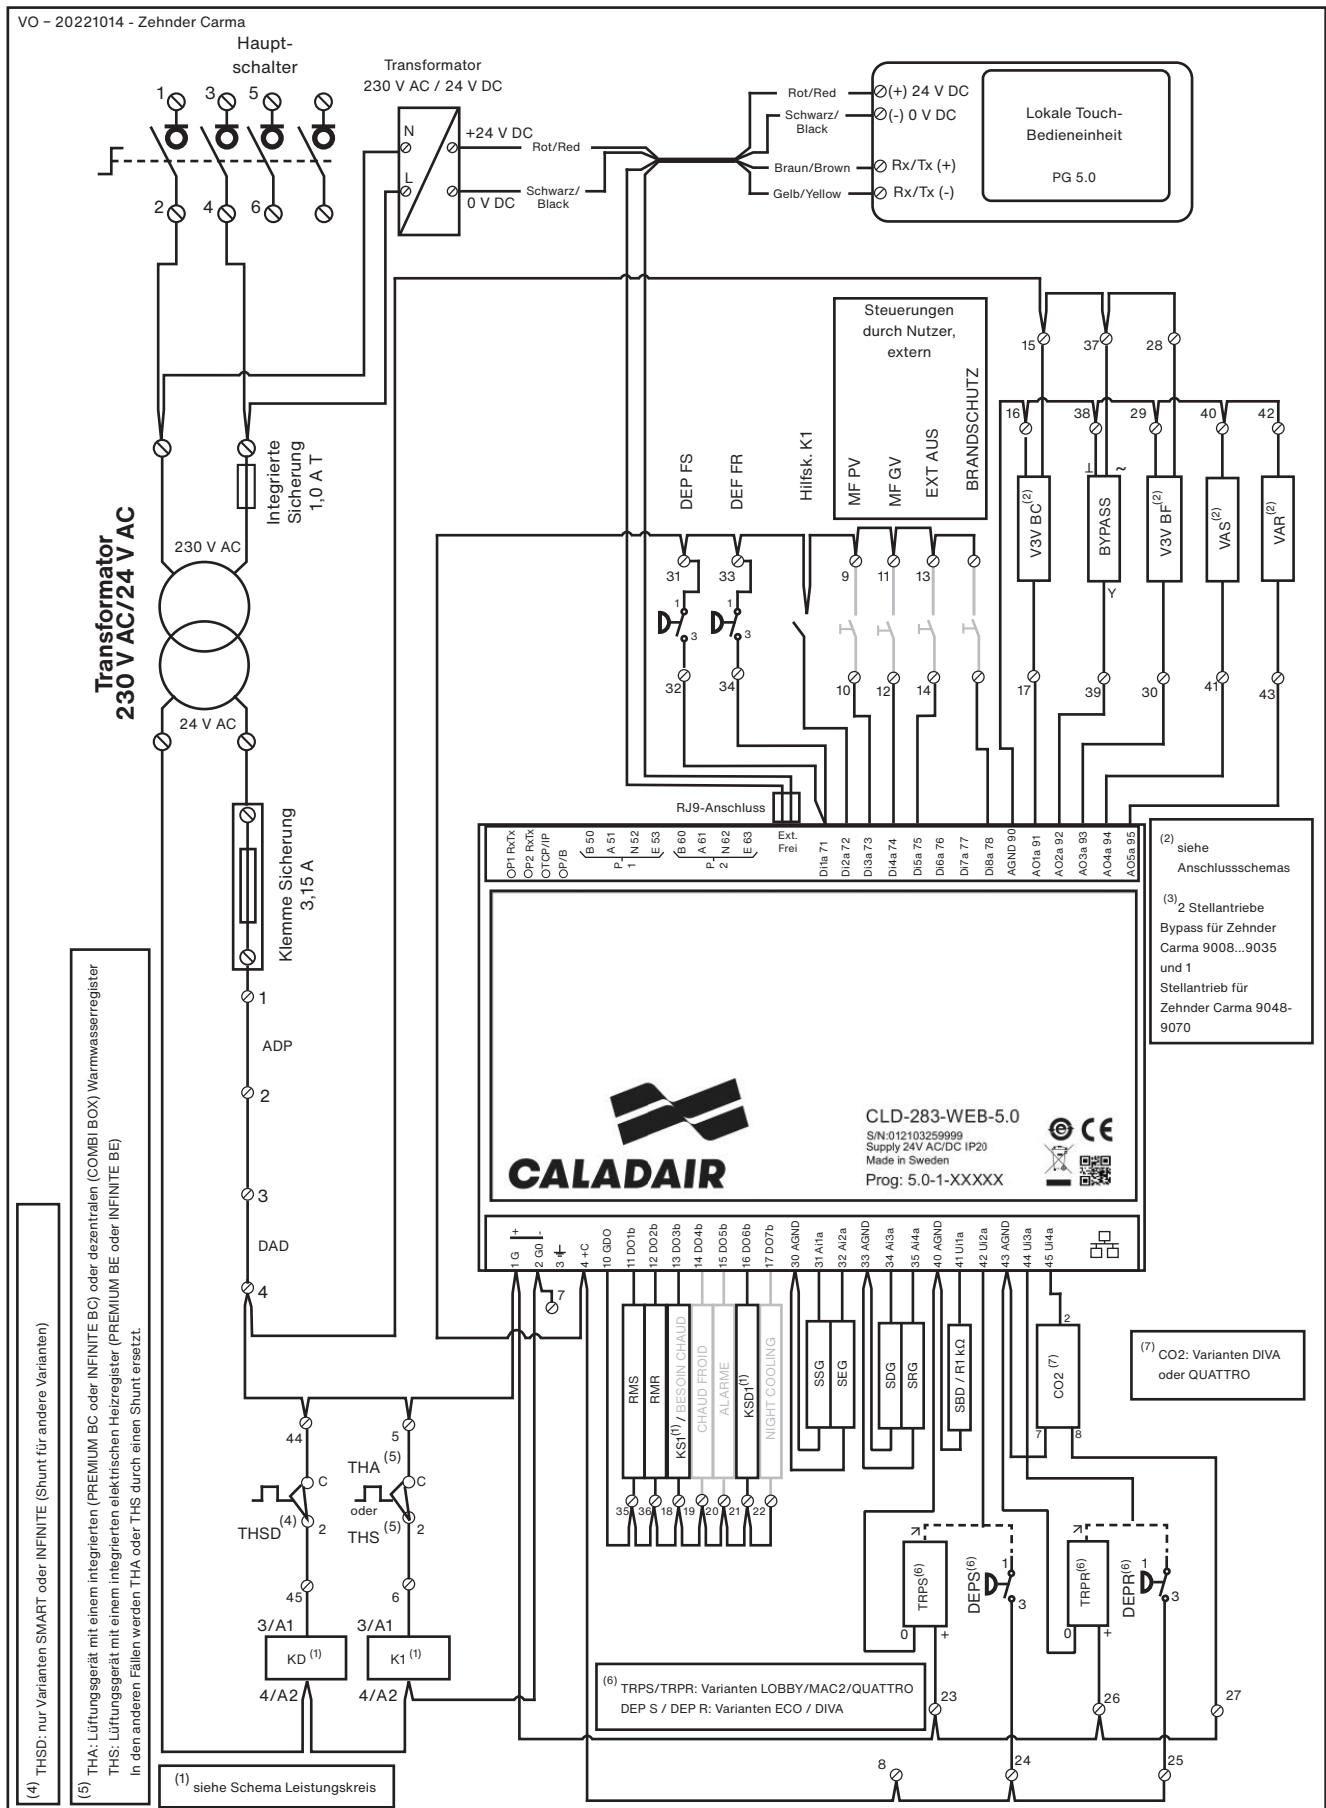 VO – 20221014 - Zehnder Carma
Haupt-
schalter
1
3
5
2
4
6
Transformator
230 V AC / 24 V DC
N
L
+24 V DC
0 V DC
Rot/Red
Schwarz/
Black
Rot/Red
Schwarz/
Black
Braun/Brown
Gelb/Yellow
(+) 24 V DC
(-) 0 V DC
Rx/Tx (+)
Rx/Tx (-)
Lokale Touch-
Bedieneinheit
PG 5.0
Integrierte
Sicherung
1,0 A T
Transformator
230 V AC/24 V AC
230 V AC
24 V AC
Klemme Sicherung
3,15 A
1
ADP
2
3
DAD
4
Steuerungen
durch Nutzer,
extern
DEP FS
DEF FR
Hilfsk. K1
MF PV
MF GV
EXT AUS
BRANDSCHUTZ
31
33
9
11
13
1
3
1
3
32
34
10
12
14
15
37
28
16
38
29
40
42
⊥
~
V3V BC(2)
BYPASS
V3V BF(2)
VAS(2)
VAR(2)
Y
17
39
30
41
43
RJ9-Anschluss
OP1 RxTx
OP2 RxTx
OTCP/IP
OP/B
B 50
A 51
N 52
E 53
P
1
B 60
A 61
N 62
E 63
P
2
Ext.
Frei
Di1a 71
Di2a 72
Di3a 73
Di4a 74
Di5a 75
Di6a 76
Di7a 77
Di8a 78
AGND 90
AO1a 91
AO2a 92
AO3a 93
AO4a 94
AO5a 95
(2) siehe
Anschlussschemas
(3) 2 Stellantriebe
Bypass für Zehnder
Carma 9008...9035
und 1
Stellantrieb für
Zehnder Carma 9048-
9070
CALADAIR
CLD-283-WEB-5.0
S/N:012103259999
Supply 24V AC/DC IP20
Made in Sweden
Prog: 5.0-1-XXXXX
e CE
1 G
+
2 G0
-
3
4 +C
10 GDO
11 DO1b
12 DO2b
13 DO3b
14 DO4b
15 DO5b
16 DO6b
17 DO7b
30 AGND
31 Ai1a
32 Ai2a
33 AGND
34 Ai3a
35 Ai4a
40 AGND
41 Ui1a
42 Ui2a
43 AGND
44 Ui3a
45 Ui4a
7
RMS
RMR
KS1(1) / BESOIN CHAUD
CHAUD FROID
ALARME
KSD1(1)
NIGHT COOLING
SSG
SEG
SDG
SRG
SBD / R1 kΩ
2
CO2 (7)
7
8
35
36
18
19
20
21
22
(7) CO2: Varianten DIVA
oder QUATTRO
44
C
THSD (4)
2
45
5
THA (5)
C
oder
THS (5)
2
6
3/A1
KD (1)
4/A2
3/A1
K1 (1)
4/A2
TRPS(6)
0
+
DEPS(6)
1
3
TRPR(6)
0
+
DEPR(6)
1
3
(6) TRPS/TRPR: Varianten LOBBY/MAC2/QUATTRO
DEP S / DEP R: Varianten ECO / DIVA
23
26
27
8
24
25
(1) siehe Schema Leistungskreis
(4) THSD: nur Varianten SMART oder INFINITE (Shunt für andere Varianten)
(5) THA: Lüftungsgerät mit einem integrierten (PREMIUM BC oder INFINITE BC) oder dezentralen (COMBI BOX) Warmwasserregister
THS: Lüftungsgerät mit einem integrierten elektrischen Heizregister (PREMIUM BE oder INFINITE BE)
In den anderen Fällen werden THA oder THS durch einen Shunt ersetzt.